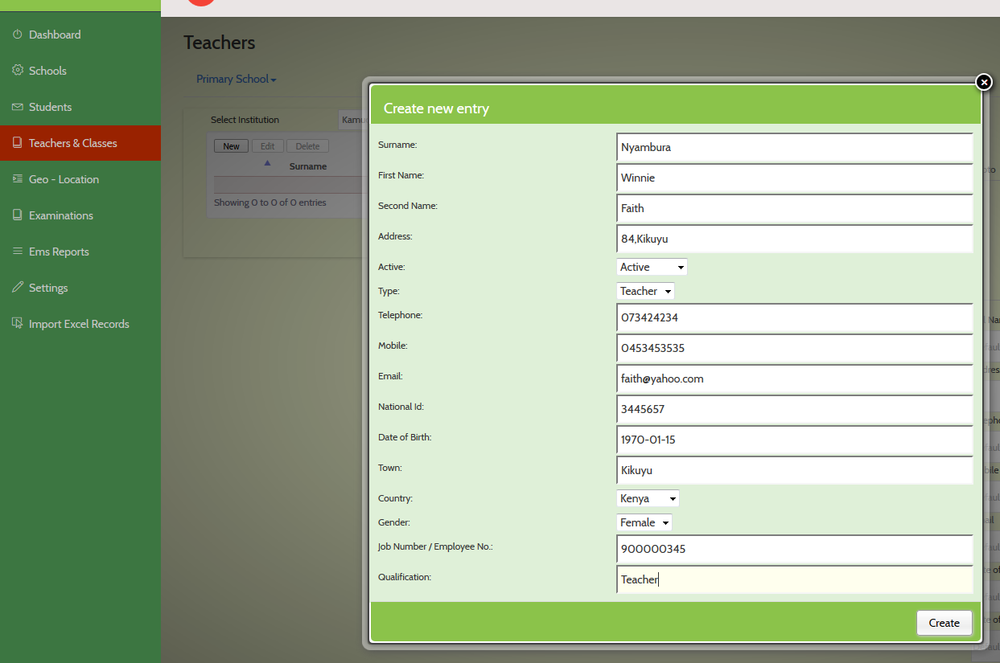 Dashboard
Schools
Students
Teachers & Classes
Geo - Location
Examinations
Ems Reports
Settings
Import Excel Records
Teachers
Primary School
Select Institution
New Edit Delete
Surname
Showing 0 to 0 of 0 entries
Create new entry
Surname: Nyambura
First Name: Winnie
Second Name: Faith
Address: 84,Kikuyu
Active: Active
Type: Teacher
Telephone: 073424234
Mobile: 0453453535
Email: faith@yahoo.com
National Id: 3445657
Date of Birth: 1970-01-15
Town: Kikuyu
Country: Kenya
Gender: Female
Job Number / Employee No.: 900000345
Qualification: Teacher
Create